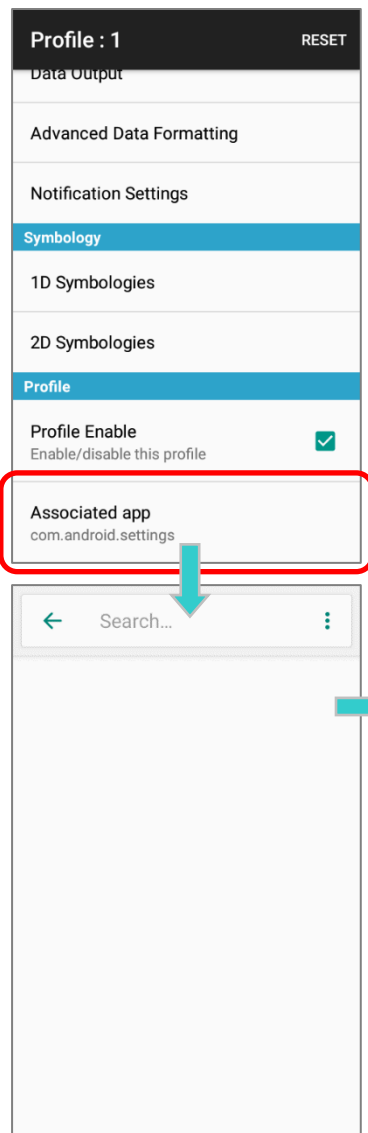 Profile : 1 RESET
Data Output
Advanced Data Formatting
Notification Settings
Symbology
1D Symbologies
2D Symbologies
Profile
Profile Enable
Enable/disable this profile
Associated app
com.android.settings
Search...